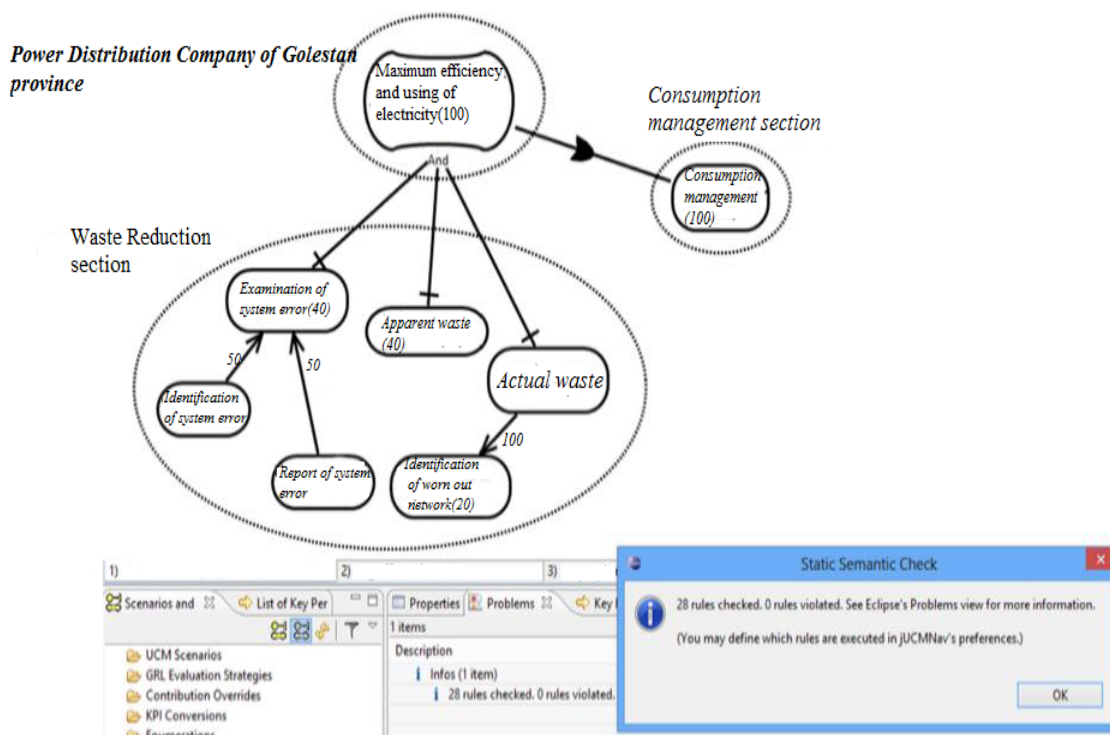 Power Distribution Company of Golestan
province
Maximum efficiency
and using of
electricity(100)
And
Consumption
management section
Consumption
management
(100)
Waste Reduction
section
Examination of
system error(40)
Apparent waste
(40)
Actual waste
50
50
100
Identification
of system error
Report of system
error
Identification
of worn out
network(20)
1)
2)
3)
Scenarios and
List of Key Per
Properties
Problems
Key
1 items
Description
Infos (1 item)
28 rules checked. 0 rules violated.
UCM Scenarios
GRL Evaluation Strategies
Contribution Overrides
KPI Conversions
Static Semantic Check
28 rules checked. 0 rules violated. See Eclipse's Problems view for more information.
(You may define which rules are executed in jUCMNav's preferences.)
OK